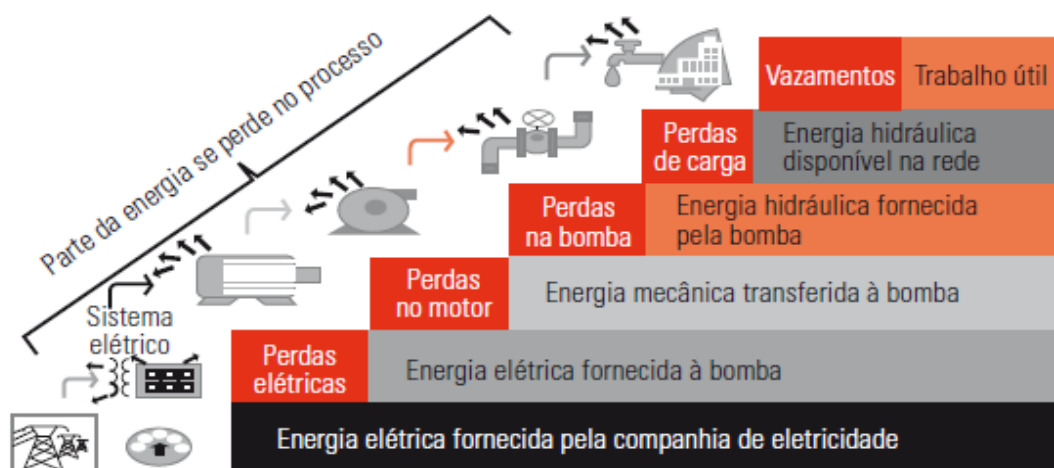 Parte da energia se perde no processo
Vazamentos
Trabalho útil
Perdas
de carga
Energia hidráulica
disponível na rede
Perdas
na bomba
Energia hidráulica fornecida
pela bomba
Perdas
no motor
Energia mecânica transferida à bomba
Sistema
elétrico
Perdas
elétricas
Energia elétrica fornecida à bomba
Energia elétrica fornecida pela companhia de eletricidade